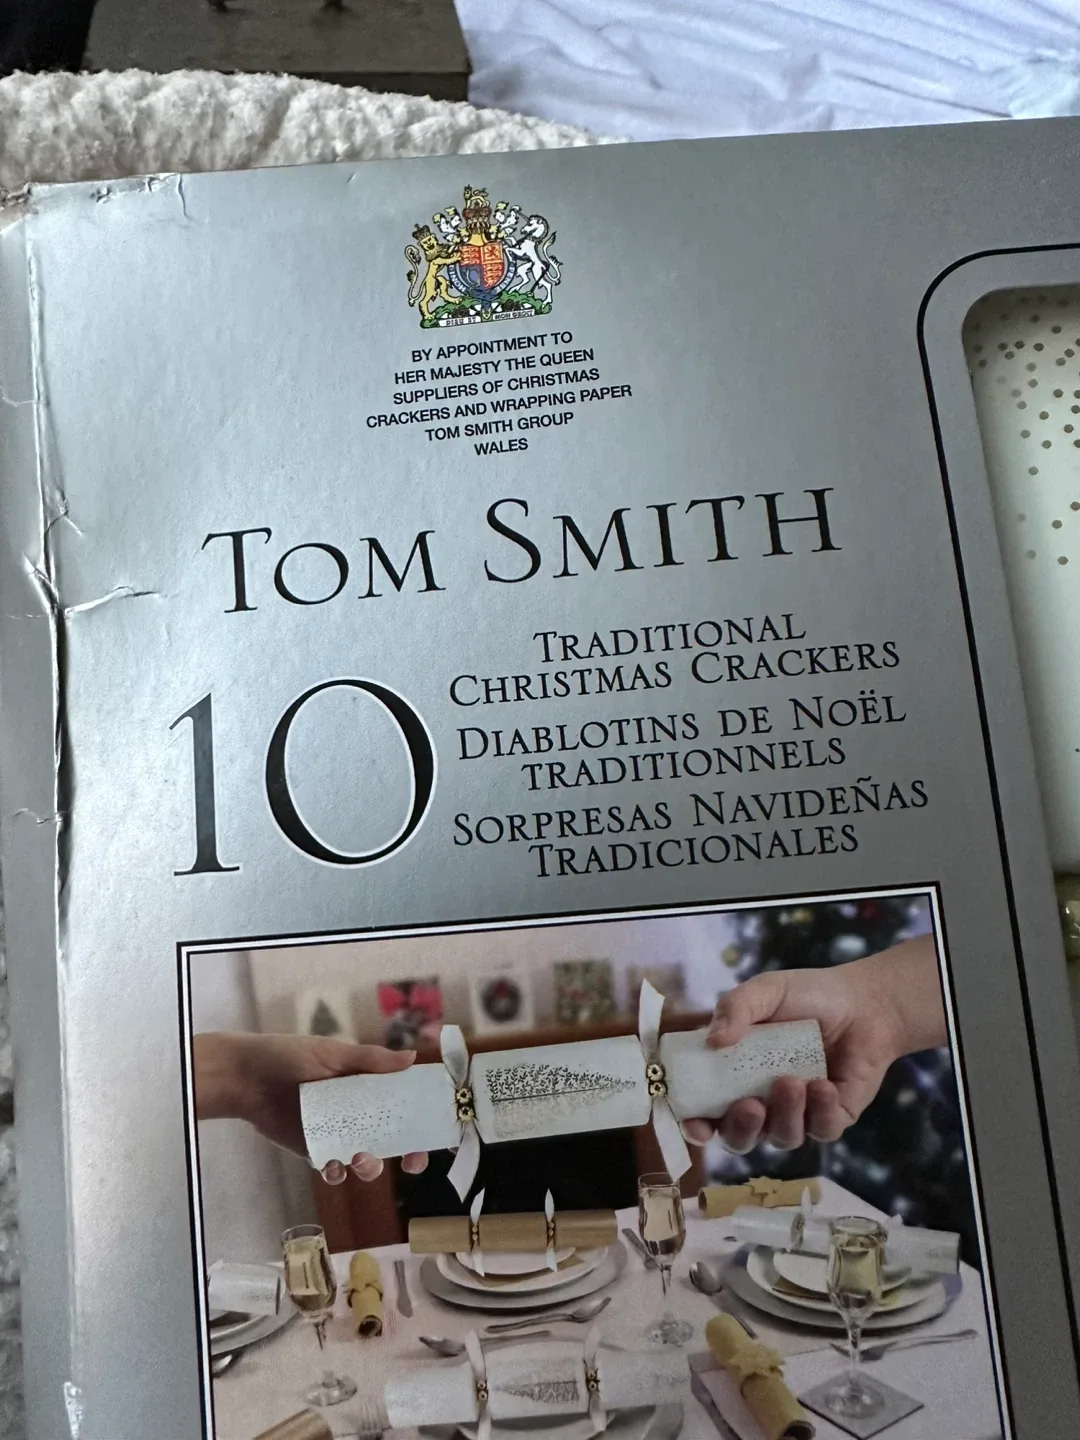 BY APPOINTMENT TO
HER MAJESTY THE QUEEN
SUPPLIERS OF CHRISTMAS
CRACKERS AND WRAPPING PAPER
TOM SMITH GROUP
WALES
TOM SMITH
10
TRADITIONAL
CHRISTMAS CRACKERS
DIABLOTINS DE NOËL
TRADITIONNELS
SORPRESAS NAVIDEÑAS
TRADICIONALES